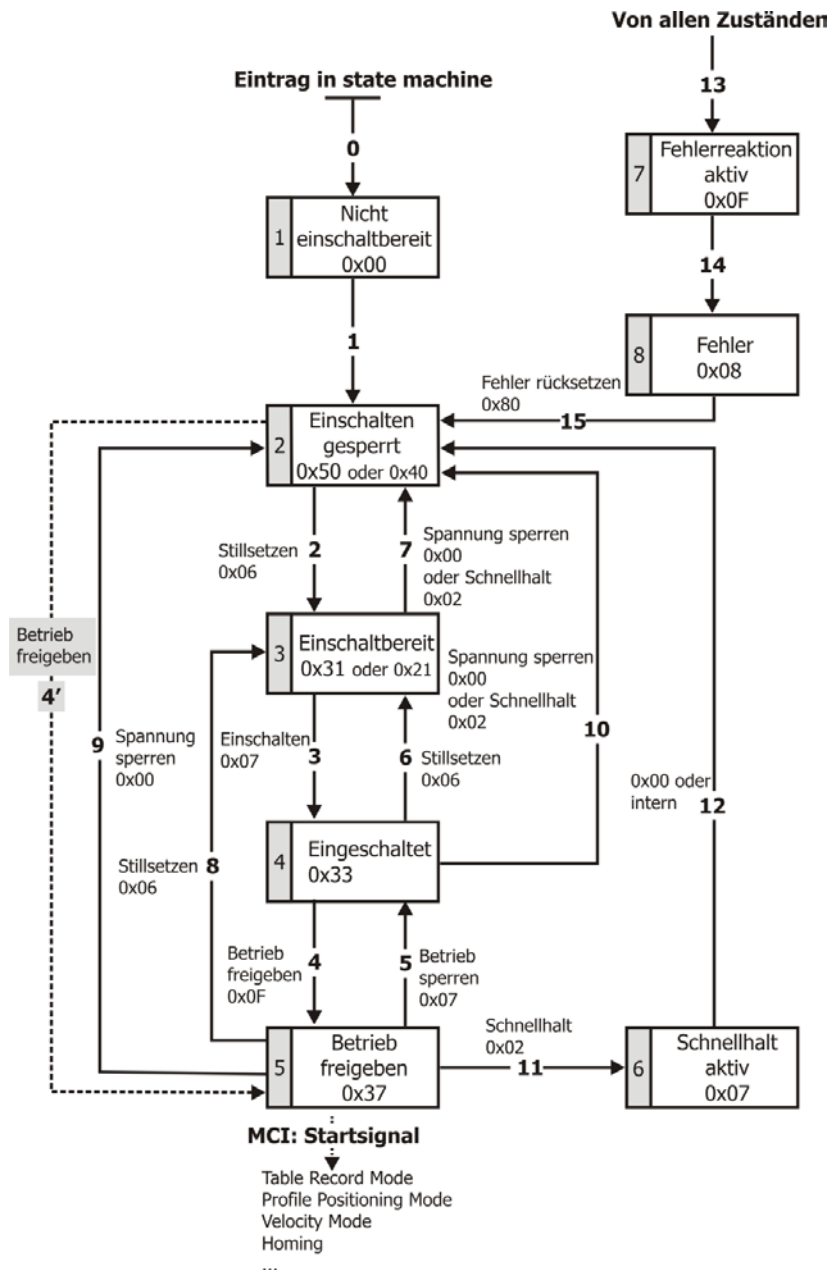 Von allen Zuständen
Eintrag in state machine
13
0
7
Fehlerreaktion
aktiv
0x0F
1
Nicht
einschaltbereit
0x00
14
1
8
Fehler
0x08
Fehler rücksetzen
0x80
15
2
Einschalten
gesperrt
0x50 oder 0x40
Stillsetzen
0x06
2
7
Spannung sperren
0x00
oder Schnellhalt
0x02
Betrieb
freigeben
4’
3
Einschaltbereit
0x31 oder 0x21
Spannung sperren
0x00
oder Schnellhalt
0x02
10
9
Spannung
sperren
0x00
Einschalten
0x07
3
6
Stillsetzen
0x06
0x00 oder
intern
12
Stillsetzen
0x06
8
4
Eingeschaltet
0x33
Betrieb
freigeben
0x0F
4
5
Betrieb
sperren
0x07
Schnellhalt
0x02
11
5
Betrieb
freigeben
0x37
6
Schnellhalt
aktiv
0x07
MCI: Startsignal
Table Record Mode
Profile Positioning Mode
Velocity Mode
Homing
...